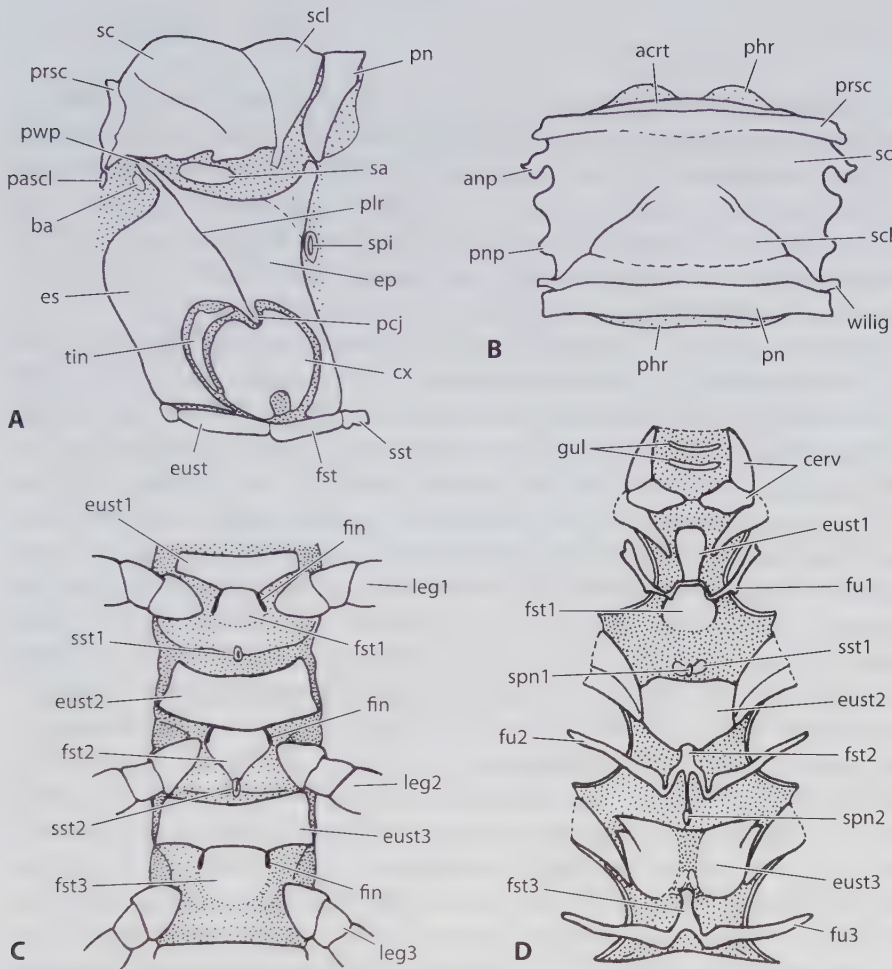 sc
scl
prsc
pn
pwp
pascl
sa
ba
plr
spi
es
ep
pcj
tin
cx
A
eust
fst
sst
acrt
phr
prsc
sc
anp
scl
pnp
wilig
B
phr
pn
eust1
fin
leg1
sst1
fst1
eust2
fin
fst2
leg2
sst2
eust3
fst3
fin
C
leg3
gul
cerv
eust1
fu1
fst1
sst1
spn1
eust2
fu2
fst2
spn2
eust3
fst3
D
fu3